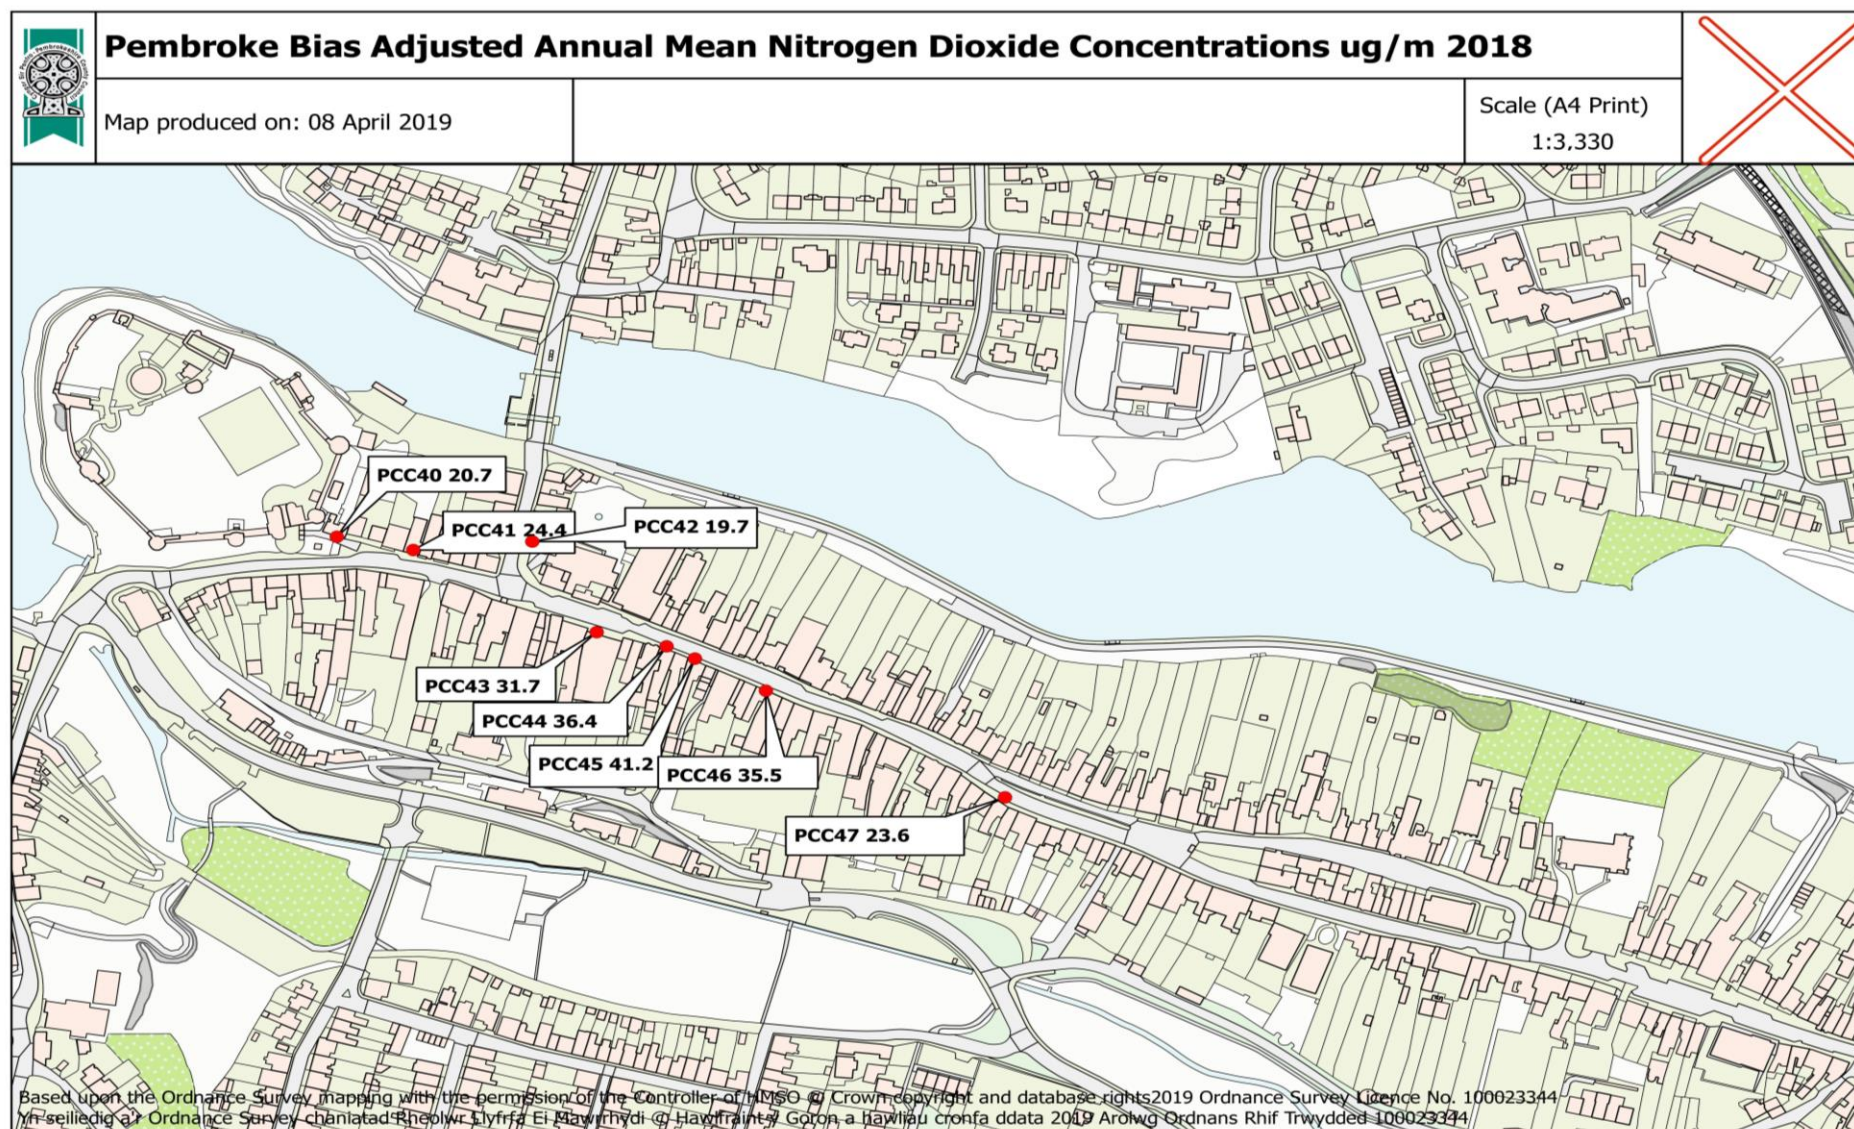 Pembroke Bias Adjusted Annual Mean Nitrogen Dioxide Concentrations ug/m 2018
Map produced on: 08 April 2019
Scale (A4 Print)
1:3,330
PCC40 20.7
PCC41 24.4
PCC42 19.7
PCC43 31.7
PCC44 36.4
PCC45 41.2
PCC46 35.5
PCC47 23.6
Based upon the Ordnance Survey mapping with the permission of the Controller of HMSO © Crown copyright and database rights2019 Ordnance Survey Licence No. 100023344
Yn seiliedig a'r Ordnance Survey chaniatad Rheolwr Llyfrfa Ei Mawrhydi © Hawlfraint y Goron a hawliau cronfa ddata 2019 Arolwg Ordnans Rhif Trwydded 100023344